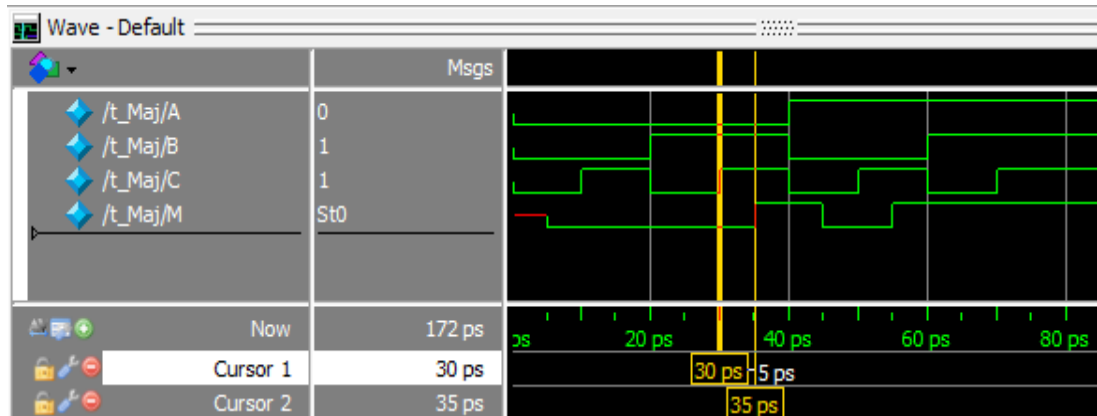 Wave - Default
Msgs
/t_Maj/A 0
/t_Maj/B 1
/t_Maj/C 1
/t_Maj/M St0
Now 172 ps ps 20 ps 40 ps 60 ps 80 ps
Cursor 1 30 ps 30 ps 5 ps
Cursor 2 35 ps 35 ps